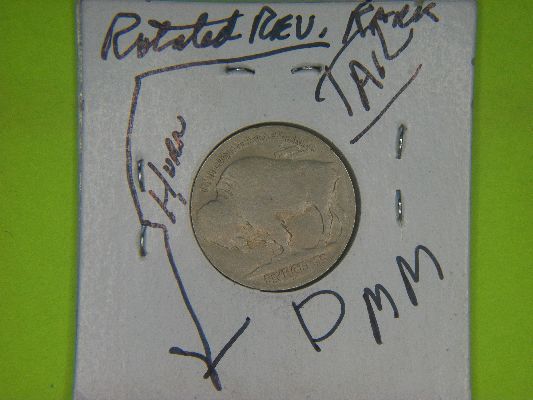 Rotated REV. RARE
TAIL
Horn
FIVE CENTS
DMM